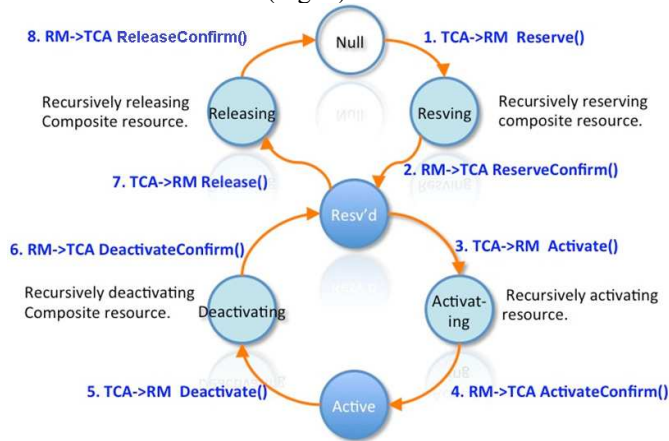 8. RM->TCA ReleaseConfirm()
Null
1. TCA->RM Reserve()
Recursively releasing
Composite resource.
Releasing
Null
Resving
Recursively reserving
composite resource.
7. TCA->RM Release()
2. RM->TCA ReserveConfirm()
Resv'd
6. RM->TCA DeactivateConfirm()
3. TCA->RM Activate()
Recursively deactivating
Composite resource.
Deactivating
Activat-
ing
Recursively activating
resource.
5. TCA->RM Deactivate()
Active
4. RM->TCA ActivateConfirm()